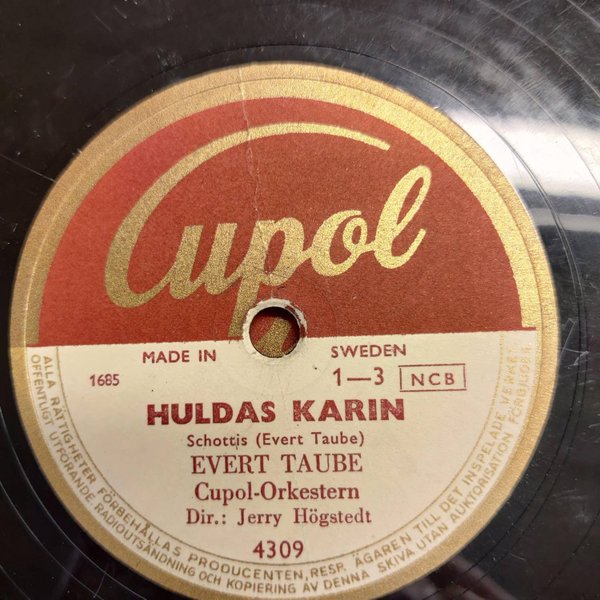 Cupol
MADE IN SWEDEN
1685 1—3 NCB
HULDAS KARIN
Schottis (Evert Taube)
EVERT TAUBE
Cupol-Orkestern
Dir.: Jerry Högstedt
4309
ALLA RÄTTIGHETER FÖRBEHÅLLAS PRODUCENTEN, RESP. ÄGAREN TILL DET INSPELADE VERKET.
OFFENTLIGT UTFÖRANDE RADIOUTSÄNDNING OCH KOPIERING AV DENNA SKIVA UTAN AUKTORISATION FÖRBJUDES.